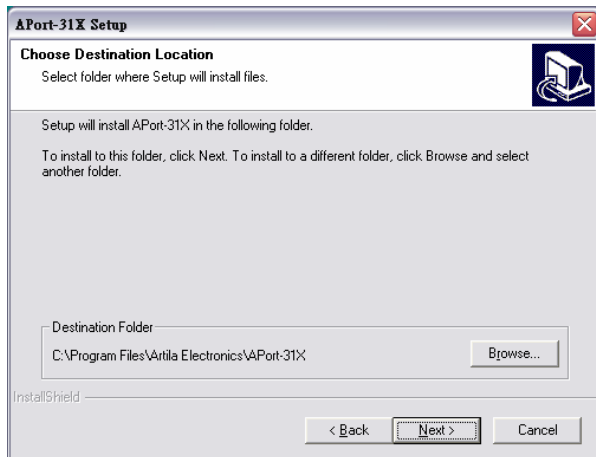 APort-31X Setup
Choose Destination Location
Select folder where Setup will install files.
Setup will install APort-31X in the following folder.
To install to this folder, click Next. To install to a different folder, click Browse and select
another folder.
Destination Folder
C:\Program Files\Artila Electronics\APort-31X
Browse...
InstallShield
< Back
Next >
Cancel